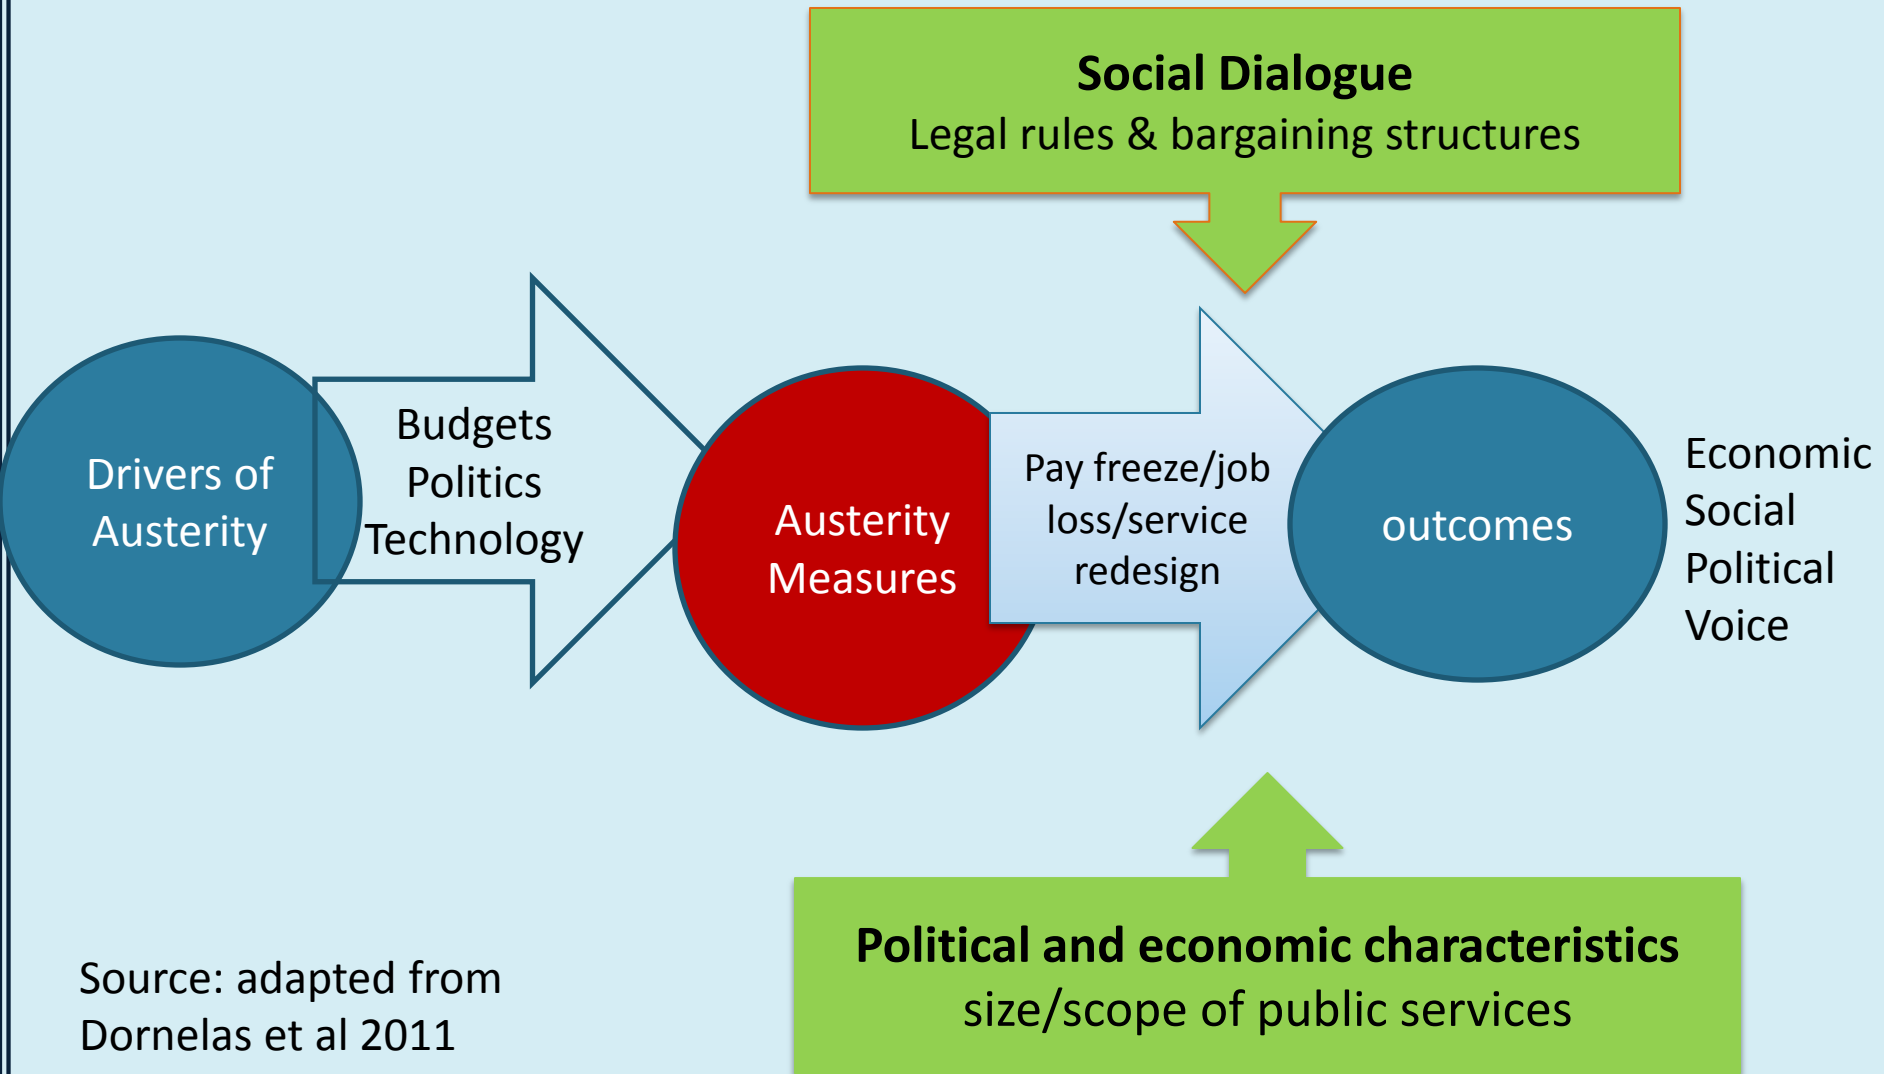 Social Dialogue
Legal rules & bargaining structures
Drivers of
Austerity
Budgets
Politics
Technology
Austerity
Measures
Pay freeze/job
loss/service
redesign
outcomes
Economic
Social
Political
Voice
Political and economic characteristics
size/scope of public services
Source: adapted from
Dornelas et al 2011